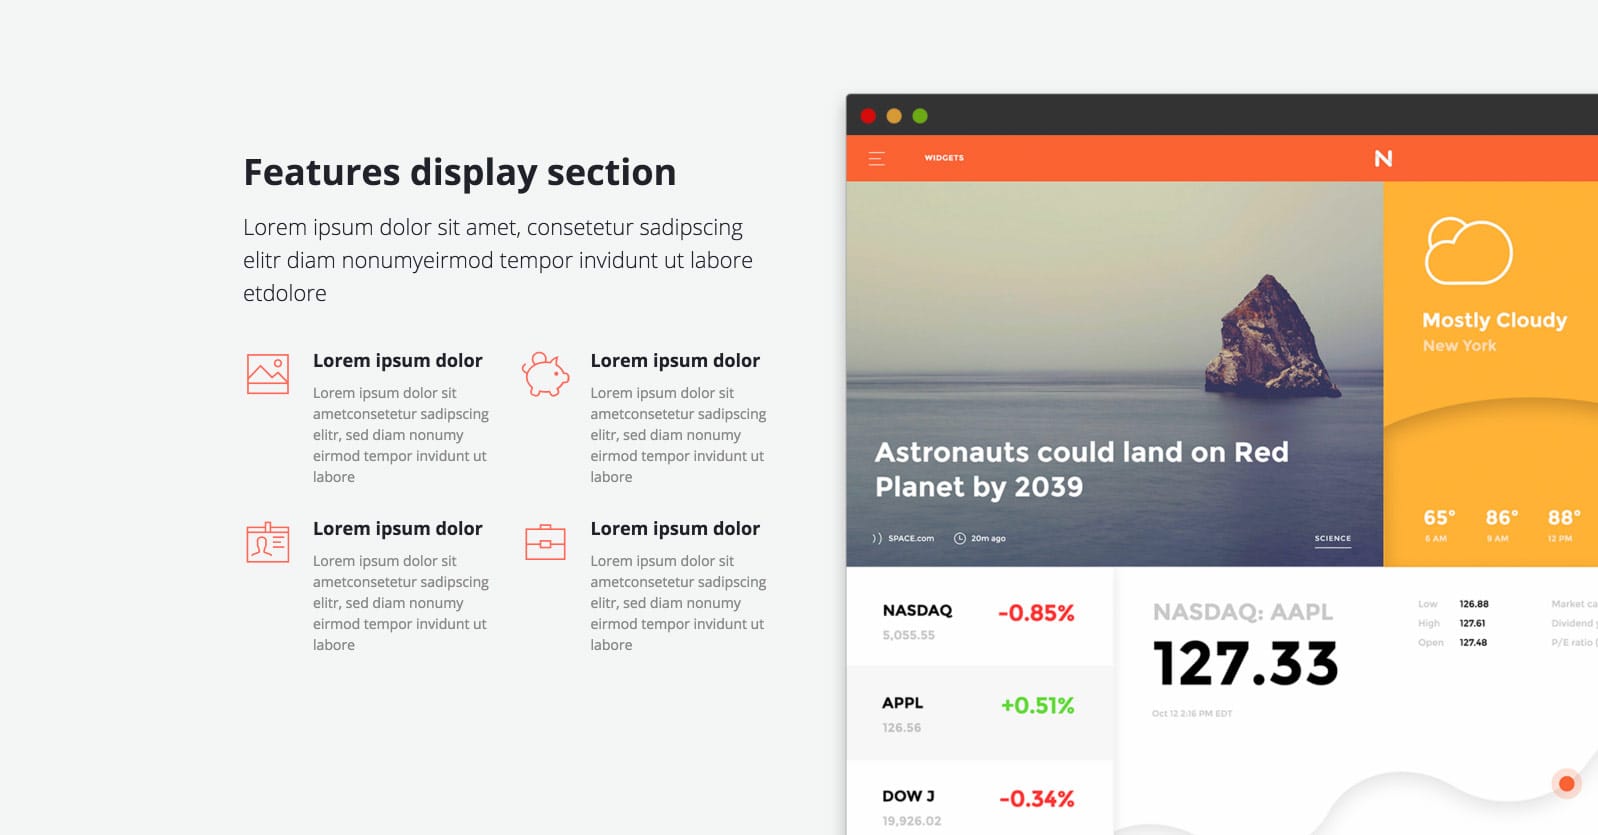 Features display section
Lorem ipsum dolor sit amet, consetetur sadipscing
elitr diam nonumyeirmod tempor invidunt ut labore
etdolore
Lorem ipsum dolor
Lorem ipsum dolor sit
ametconsetetur sadipscing
elitr, sed diam nonumy
eirmod tempor invidunt ut
labore
Lorem ipsum dolor
Lorem ipsum dolor sit
ametconsetetur sadipscing
elitr, sed diam nonumy
eirmod tempor invidunt ut
labore
Lorem ipsum dolor
Lorem ipsum dolor sit
ametconsetetur sadipscing
elitr, sed diam nonumy
eirmod tempor invidunt ut
labore
Lorem ipsum dolor
Lorem ipsum dolor sit
ametconsetetur sadipscing
elitr, sed diam nonumy
eirmod tempor invidunt ut
labore
WIDGETS
N
Astronauts could land on Red
Planet by 2039
SPACE.com 20m ago
SCIENCE
Mostly Cloudy
New York
65° 86° 88°
6 AM 9 AM 12 PM
NASDAQ -0.85%
5,055.55
APPL +0.51%
126.56
DOW J -0.34%
19,926.02
NASDAQ: AAPL
127.33
Oct 12 2:16 PM EDT
Low 126.88
High 127.61
Open 127.48
Market ca
Dividend y
P/E ratio (